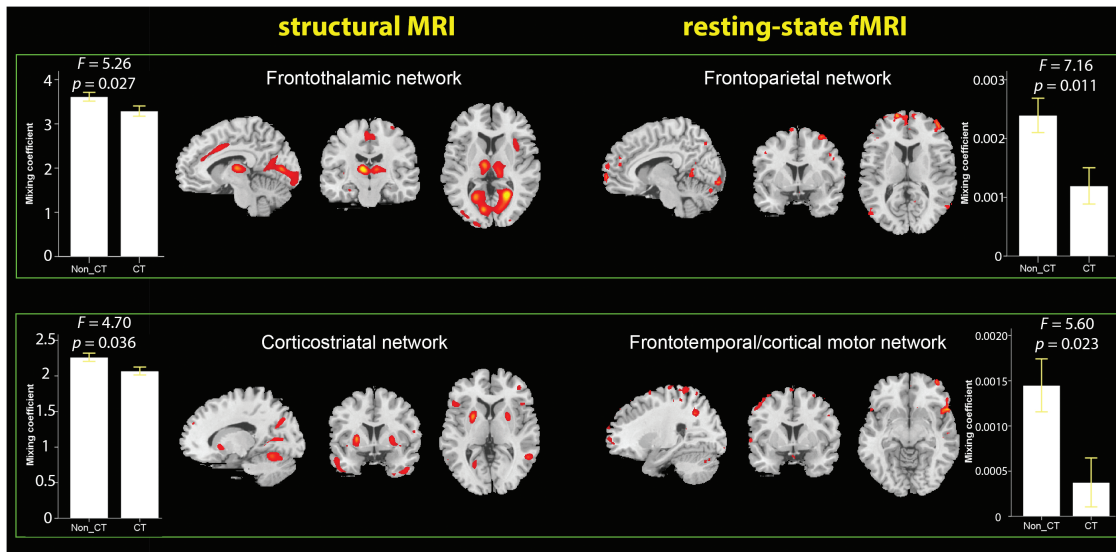 structural MRI
resting-state fMRI
F = 5.26
p = 0.027
Frontothalamic network
Frontoparietal network
F = 7.16
p = 0.011
Mixing coefficient
4
3
2
1
0
Non_CT
CT
Mixing coefficient
0.003
0.002
0.001
0
Non_CT
CT
F = 4.70
p = 0.036
Corticostriatal network
Frontotemporal/cortical motor network
F = 5.60
p = 0.023
Mixing coefficient
2.5
2
1.5
1
0.5
0
Non_CT
CT
Mixing coefficient
0.0020
0.0015
0.0010
0.0005
0
Non_CT
CT